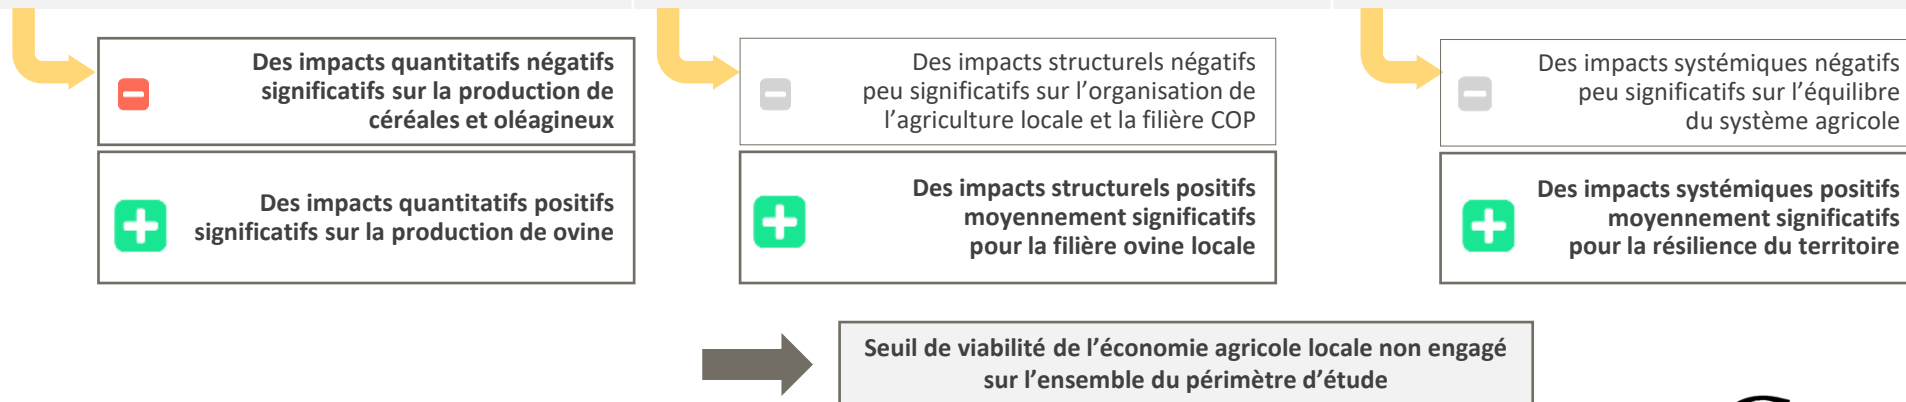 Des impacts quantitatifs négatifs
significatifs sur la production de
céréales et oléagineux
Des impacts quantitatifs positifs
significatifs sur la production de ovine
Des impacts structurels négatifs
peu significatifs sur l’organisation de
l’agriculture locale et la filière COP
Des impacts structurels positifs
moyennement significatifs
pour la filière ovine locale
Des impacts systémiques négatifs
peu significatifs sur l’équilibre
du système agricole
Des impacts systémiques positifs
moyennement significatifs
pour la résilience du territoire
Seuil de viabilité de l’économie agricole locale non engagé
sur l’ensemble du périmètre d’étude